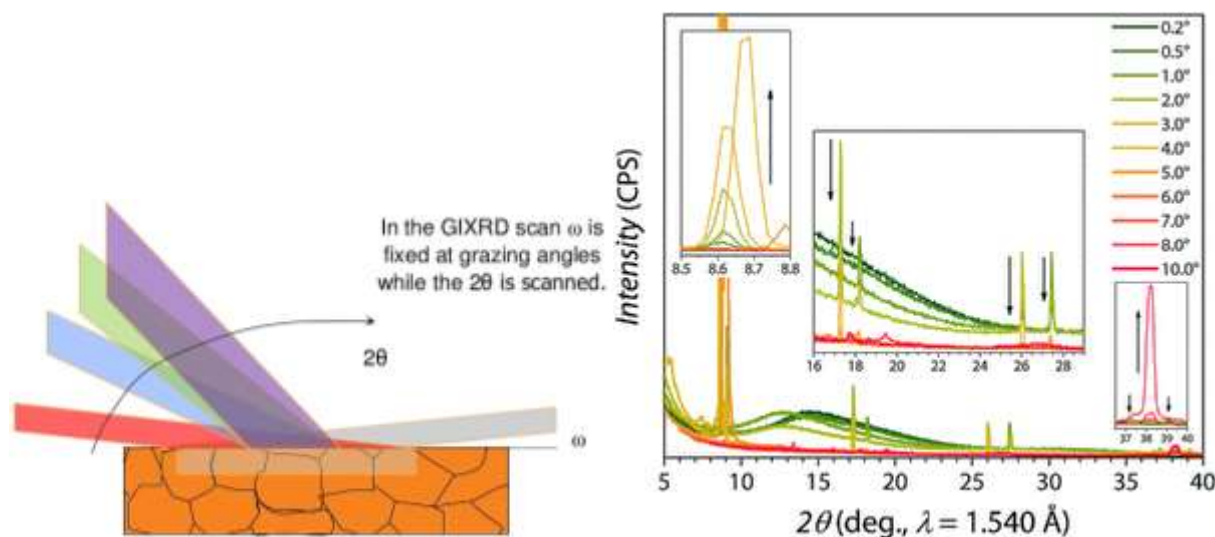 In the GIXRD scan ω is
fixed at grazing angles
while the 2θ is scanned.
2θ
ω
Intensity (CPS)
8.5 8.6 8.7 8.8
16 18 20 22 24 26 28
0.2°
0.5°
1.0°
2.0°
3.0°
4.0°
5.0°
6.0°
7.0°
8.0°
10.0°
37 38 39 40
5 10 15 20 25 30 35 40
2θ (deg., λ = 1.540 Å)